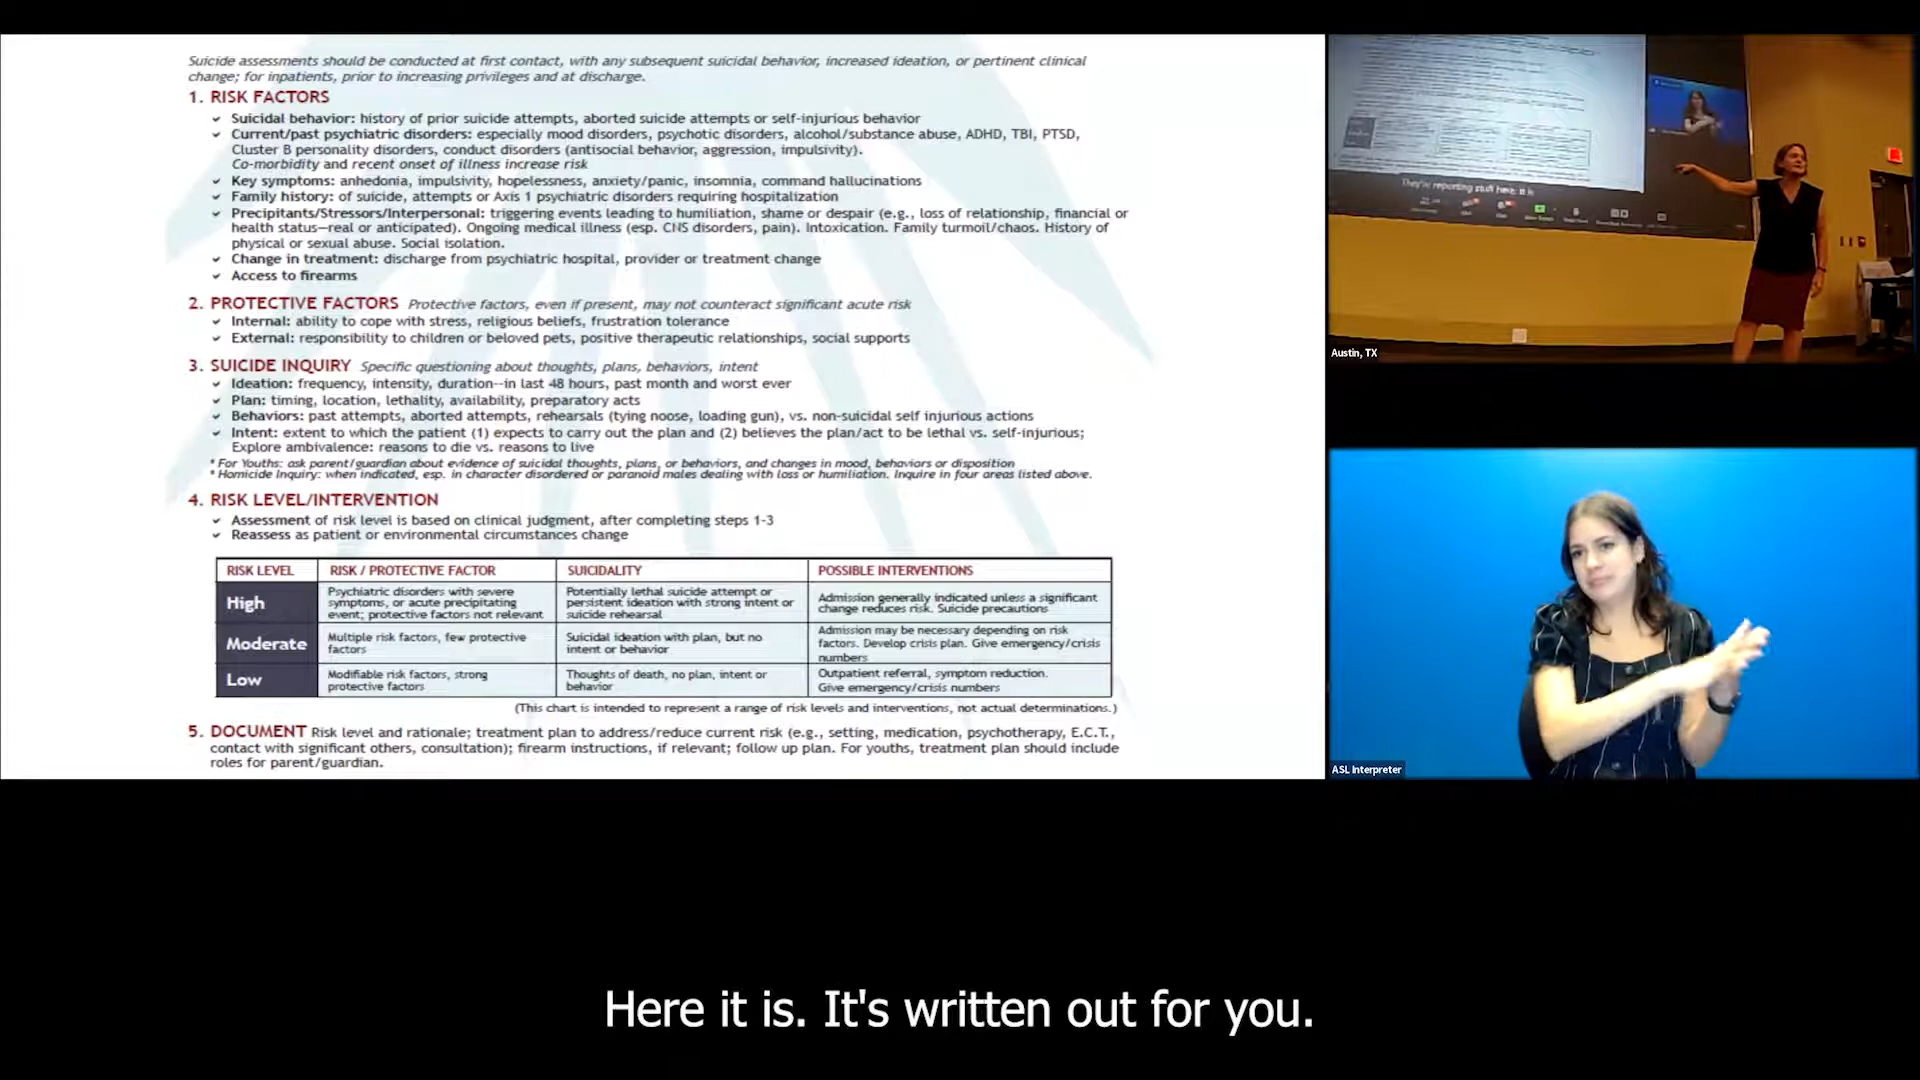 Suicide assessments should be conducted at first contact, with any subsequent suicidal behavior, increased ideation, or pertinent clinical
change; for inpatients, prior to increasing privileges and at discharge.
1. RISK FACTORS
✓ Suicidal behavior: history of prior suicide attempts, aborted suicide attempts or self-injurious behavior
✓ Current/past psychiatric disorders: especially mood disorders, psychotic disorders, alcohol/substance abuse, ADHD, TBI, PTSD,
Cluster B personality disorders, conduct disorders (antisocial behavior, aggression, impulsivity).
Co-morbidity and recent onset of illness increase risk
✓ Key symptoms: anhedonia, impulsivity, hopelessness, anxiety/panic, insomnia, command hallucinations
✓ Family history: of suicide, attempts or Axis 1 psychiatric disorders requiring hospitalization
✓ Precipitants/Stressors/Interpersonal: triggering events leading to humiliation, shame or despair (e.g., loss of relationship, financial or
health status—real or anticipated). Ongoing medical illness (esp. CNS disorders, pain). Intoxication. Family turmoil/chaos. History of
physical or sexual abuse. Social isolation.
✓ Change in treatment: discharge from psychiatric hospital, provider or treatment change
✓ Access to firearms
2. PROTECTIVE FACTORS Protective factors, even if present, may not counteract significant acute risk
✓ Internal: ability to cope with stress, religious beliefs, frustration tolerance
✓ External: responsibility to children or beloved pets, positive therapeutic relationships, social supports
3. SUICIDE INQUIRY Specific questioning about thoughts, plans, behaviors, intent
✓ Ideation: frequency, intensity, duration--in last 48 hours, past month and worst ever
✓ Plan: timing, location, lethality, availability, preparatory acts
✓ Behaviors: past attempts, aborted attempts, rehearsals (tying noose, loading gun), vs. non-suicidal self injurious actions
✓ Intent: extent to which the patient (1) expects to carry out the plan and (2) believes the plan/act to be lethal vs. self-injurious;
Explore ambivalence: reasons to die vs. reasons to live
* For Youths: ask parent/guardian about evidence of suicidal thoughts, plans, or behaviors, and changes in mood, behaviors or disposition
* Homicide Inquiry: when indicated, esp. in character disordered or paranoid males dealing with loss or humiliation. Inquire in four areas listed above.
4. RISK LEVEL/INTERVENTION
✓ Assessment of risk level is based on clinical judgment, after completing steps 1-3
✓ Reassess as patient or environmental circumstances change
RISK LEVEL RISK / PROTECTIVE FACTOR SUICIDALITY POSSIBLE INTERVENTIONS
High
Psychiatric disorders with severe
symptoms, or acute precipitating
event; protective factors not relevant
Potentially lethal suicide attempt or
persistent ideation with strong intent or
suicide rehearsal
Admission generally indicated unless a significant
change reduces risk. Suicide precautions
Moderate
Multiple risk factors, few protective
factors
Suicidal ideation with plan, but no
intent or behavior
Admission may be necessary depending on risk
factors. Develop crisis plan. Give emergency/crisis
numbers
Low
Modifiable risk factors, strong
protective factors
Thoughts of death, no plan, intent or
behavior
Outpatient referral, symptom reduction.
Give emergency/crisis numbers
(This chart is intended to represent a range of risk levels and interventions, not actual determinations.)
5. DOCUMENT Risk level and rationale; treatment plan to address/reduce current risk (e.g., setting, medication, psychotherapy, E.C.T.,
contact with significant others, consultation); firearm instructions, if relevant; follow up plan. For youths, treatment plan should include
roles for parent/guardian.
They're reporting stuff here. It is
Austin, TX
ASL Interpreter
Here it is. It's written out for you.